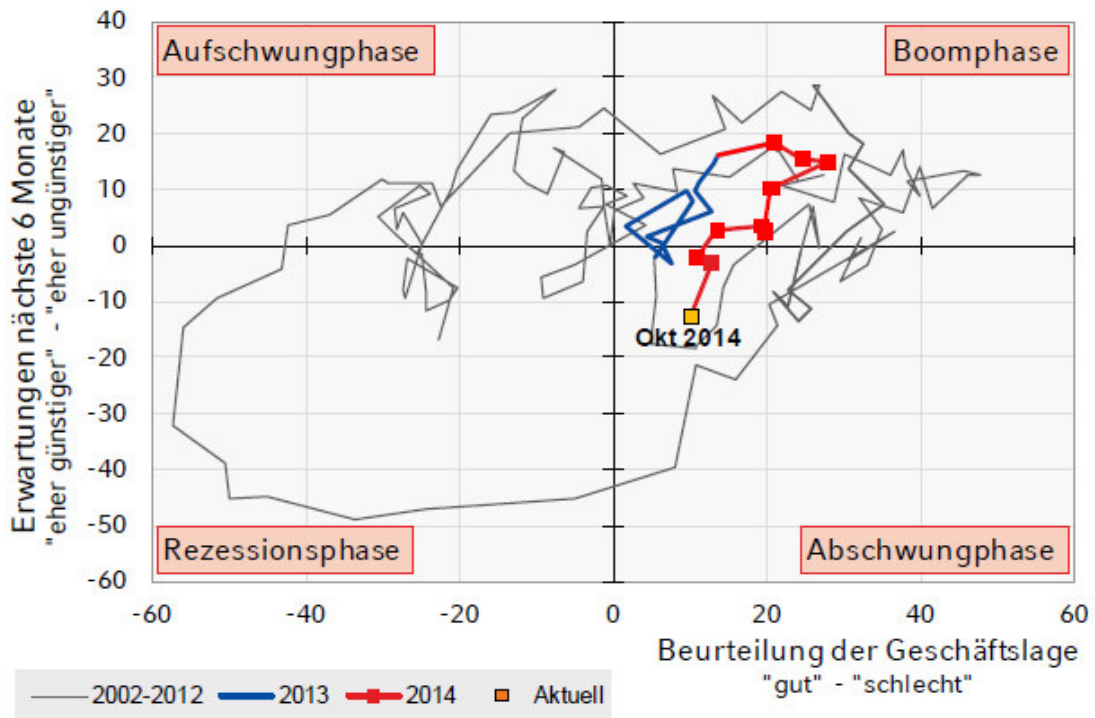 Aufschwungphase
Boomphase
Erwartungen nächste 6 Monate
"eher günstiger" - "eher ungünstiger"
40
30
20
10
0
-10
-20
-30
-40
-50
-60
Okt 2014
Rezessionsphase
Abschwungphase
-60
-40
-20
0
20
40
60
Beurteilung der Geschäftslage
"gut" - "schlecht"
2002-2012
2013
2014
Aktuell